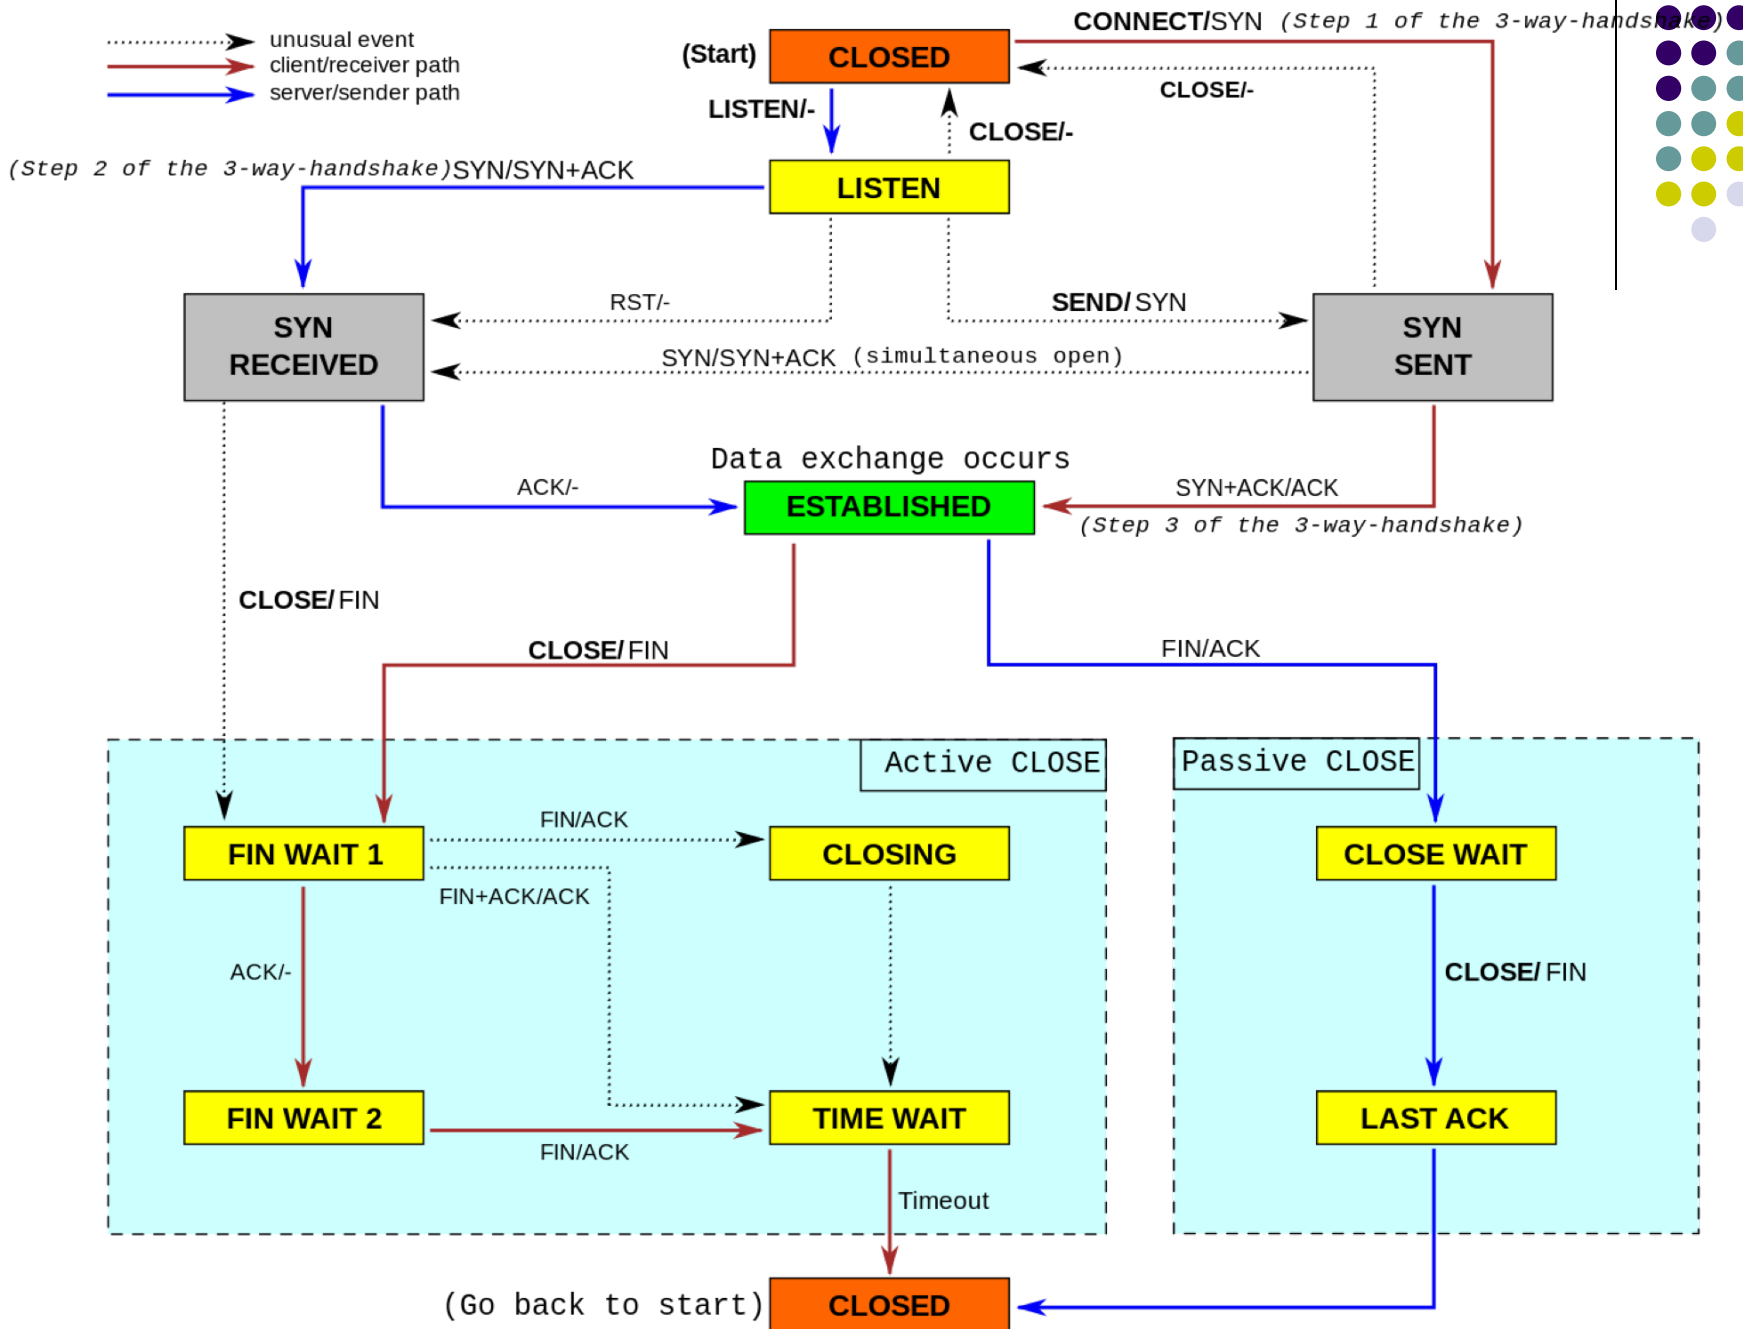 CONNECT/SYN (Step 1 of the 3-way-handshake)
unusual event
client/receiver path
server/sender path
(Start)
CLOSED
CLOSE/-
LISTEN/-
CLOSE/-
(Step 2 of the 3-way-handshake)SYN/SYN+ACK
LISTEN
RST/-
SEND/ SYN
SYN
RECEIVED
SYN
SENT
SYN/SYN+ACK (simultaneous open)
Data exchange occurs
ESTABLISHED
ACK/-
SYN+ACK/ACK
(Step 3 of the 3-way-handshake)
CLOSE/ FIN
CLOSE/ FIN
FIN/ACK
Active CLOSE
Passive CLOSE
FIN WAIT 1
FIN/ACK
CLOSING
CLOSE WAIT
FIN+ACK/ACK
ACK/-
CLOSE/ FIN
FIN WAIT 2
TIME WAIT
LAST ACK
FIN/ACK
Timeout
(Go back to start)
CLOSED